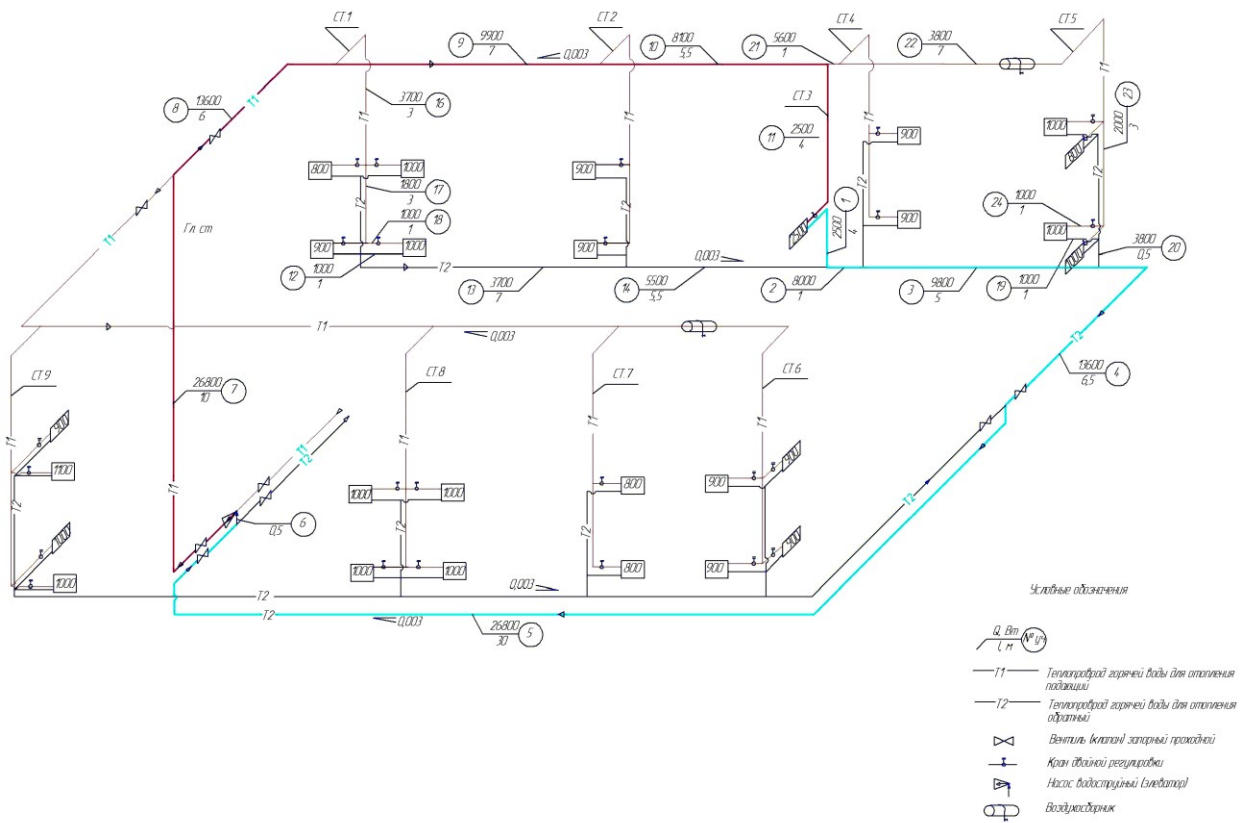 СТ.1
СТ.2
СТ.4
СТ.5
9
9900
7
0,003
10
8100
5,5
21
5600
1
22
3800
7
8
13600
6
Т1
3700
3
16
Т1
Т1
СТ.3
11
2500
4
Т1
Т1
2000
3
23
800
1000
900
900
1000
800
Гл. ст
Т1
Т2
1800
3
17
Т2
Т2
Т2
1000
1
18
900
1000
900
1500
2500
4
1
900
24
1000
1
1000
1000
12
1000
1
Т2
0,003
3800
0,5
20
13
3700
7
14
5500
5,5
2
8000
1
3
9800
5
19
1000
1
Т1
0,003
Т2
13600
6,5
4
СТ.9
СТ.8
СТ.7
СТ.6
26800
10
7
Т1
Т1
Т1
Т1
Т1
Т2
900
1100
900
900
800
1000
1000
Т1
Т2
Т2
Т2
Т2
Т2
0,5
6
1000
1000
1000
1000
800
900
900
0,003
Т2
Т2
0,003
26800
30
5
Условные обозначения
Q, Вт
l, м
№ уч
Т1
Теплопровод горячей воды для отопления
подающий
Т2
Теплопровод горячей воды для отопления
обратный
Вентиль (клапан) запорный проходной
Кран двойной регулировки
Насос водоструйный (элеватор)
Воздухосборник